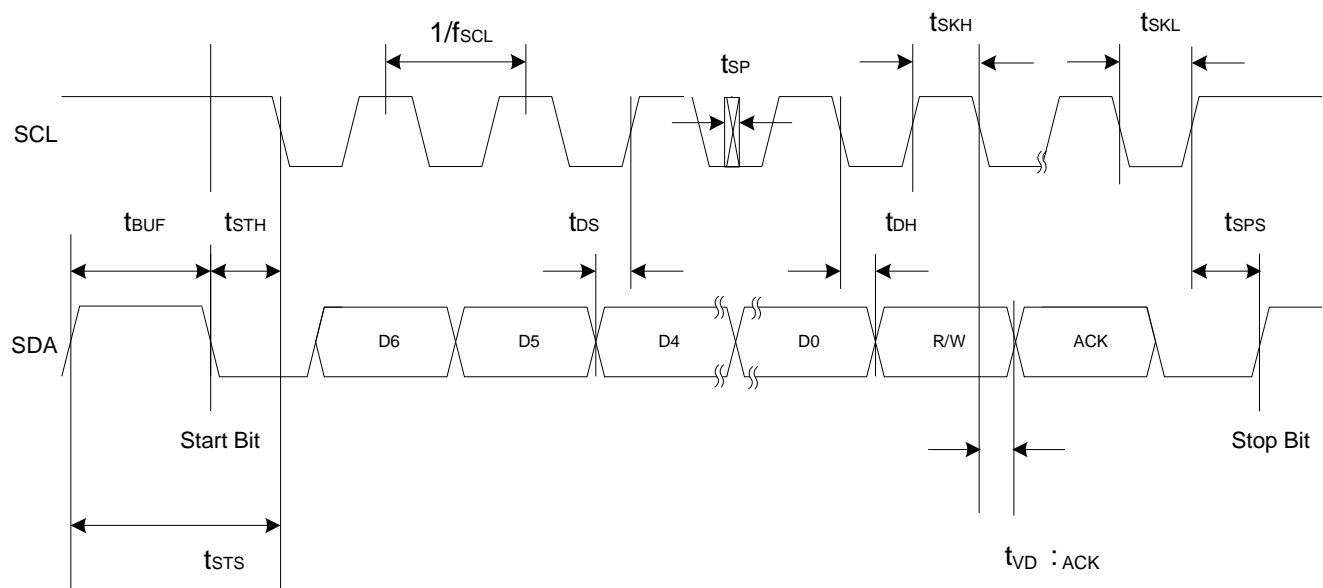 1/fSCL
tSKH
tSKL
tSP
SCL
tBUF
tSTH
tDS
tDH
tSPS
SDA
D6
D5
D4
D0
R/W
ACK
Start Bit
Stop Bit
tSTS
tVD : ACK